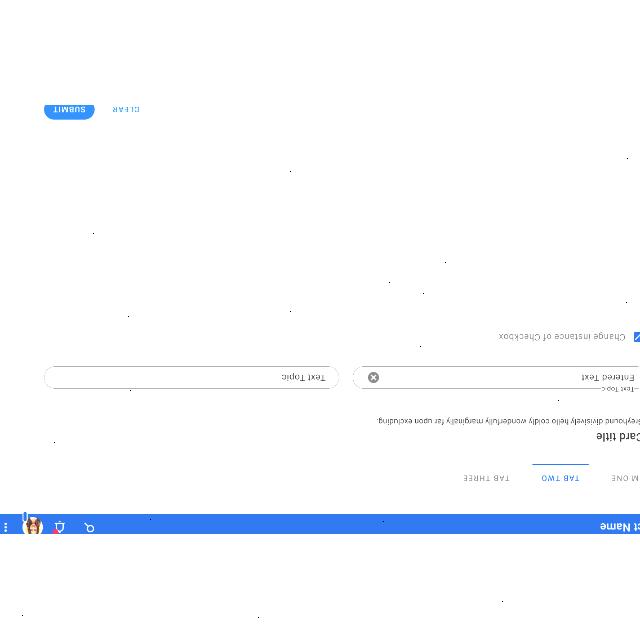 ct Name
M ONE TAB TWO TAB THREE
Card title
Greyhound divisively hello coldly wonderfully marginally far upon excluding.
Text Topic
Entered Text Text Topic
Change instance of Checkbox
CLEAR SUBMIT